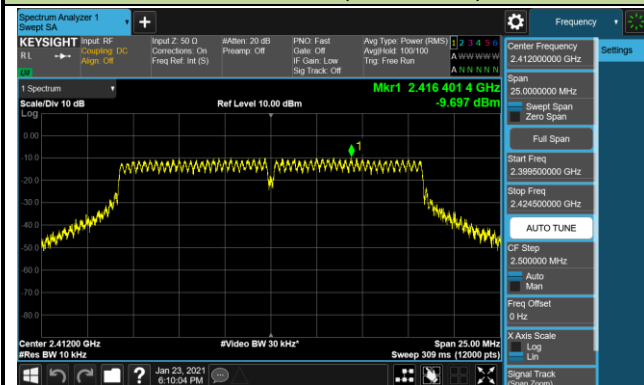 Spectrum Analyzer 1
Swept SA
+
Frequency
KEYSIGHT
RL
LM
Input: RF
Coupling: DC
Align: Off
Input Z: 50 Ω
Corrections: On
Freq Ref: Int (S)
#Atten: 20 dB
Preamp: Off
PNO: Fast
Gate: Off
IF Gain: Low
Sig Track: Off
Avg Type: Power (RMS)
Avg|Hold: 100/100
Trig: Free Run
1 2 3 4 5 6
A W W W W W
A N N N N N
Center Frequency
2.412000000 GHz
Settings
1 Spectrum
Scale/Div 10 dB
Log
Ref Level 10.00 dBm
Mkr1 2.416 401 4 GHz
-9.697 dBm
Span
25.0000000 MHz
Swept Span
Zero Span
Full Span
Start Freq
2.399500000 GHz
Stop Freq
2.424500000 GHz
AUTO TUNE
CF Step
2.500000 MHz
Auto
Man
Freq Offset
0 Hz
X Axis Scale
Log
Lin
Signal Track
(Span Zoom)
0.00
-10.0
-20.0
-30.0
-40.0
-50.0
-60.0
-70.0
-80.0
1
Center 2.41200 GHz
#Res BW 10 kHz
#Video BW 30 kHz*
Span 25.00 MHz
Sweep 309 ms (12000 pts)
?
Jan 23, 2021
6:10:04 PM